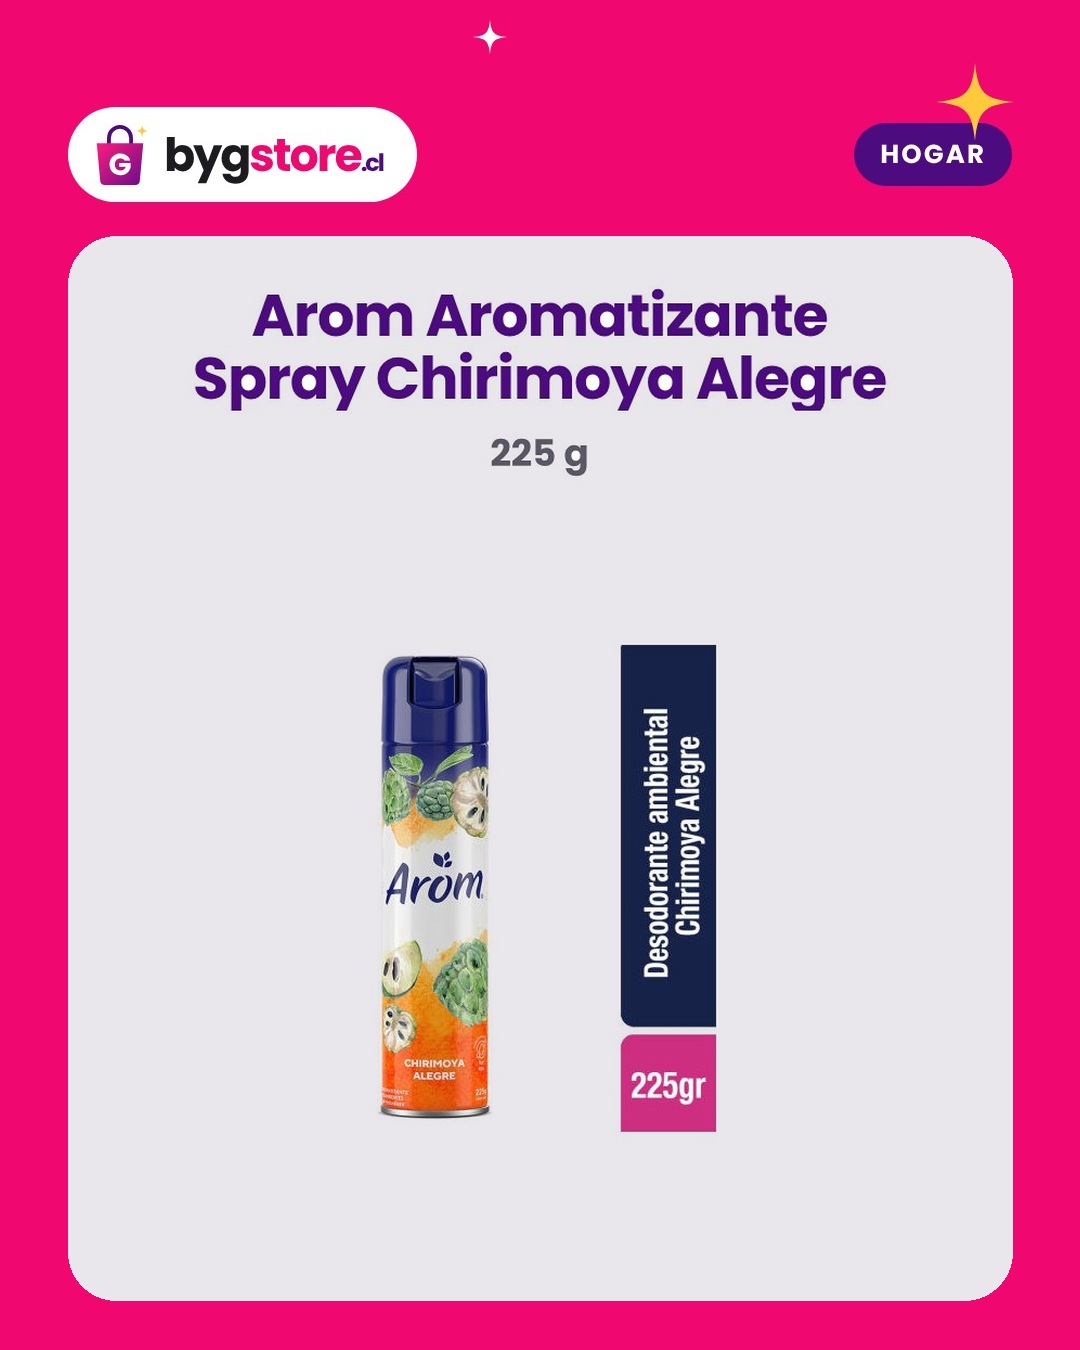 bygstore.cl
G
HOGAR
Arom Aromatizante
Spray Chirimoya Alegre
225 g
Arom
CHIRIMOYA
ALEGRE
Desodorante ambiental
Chirimoya Alegre
225gr